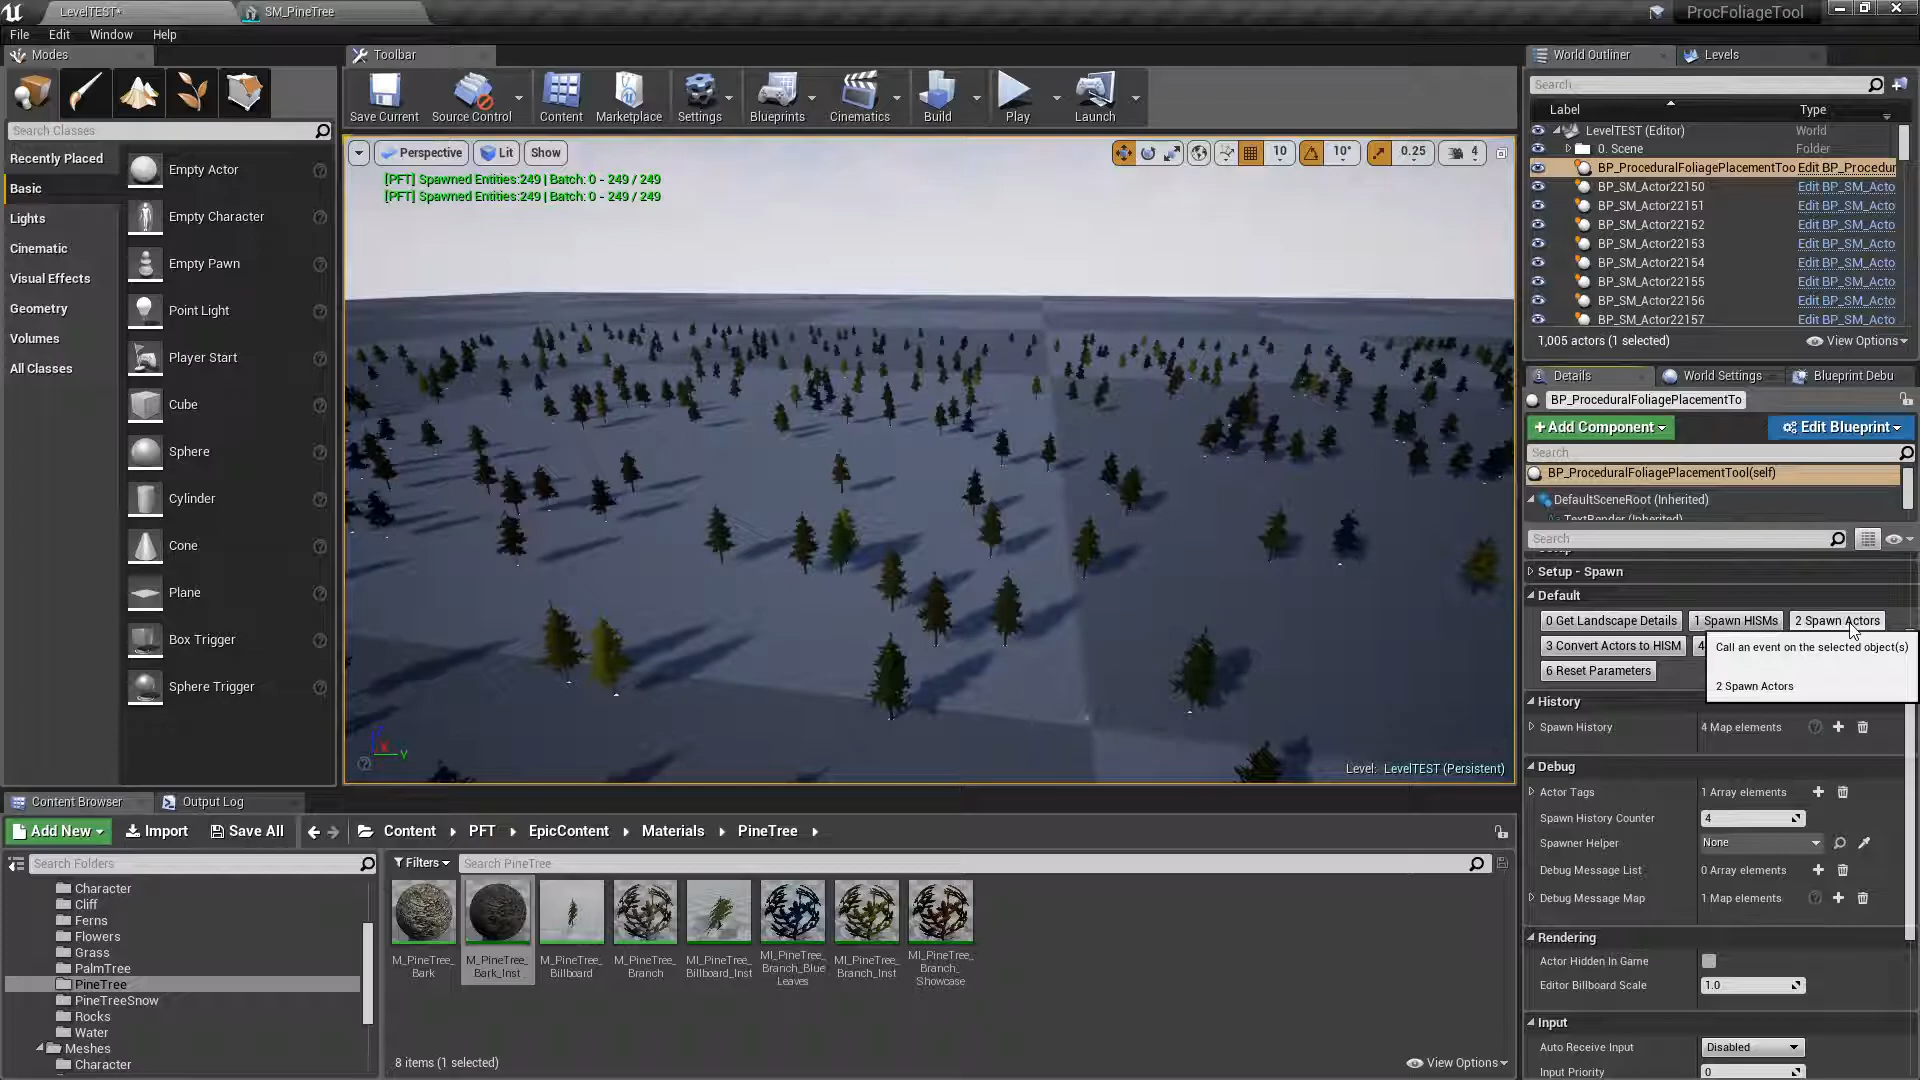 LevelTEST*
SM_PineTree
ProcFoliageTool
File Edit Window Help
Modes
Toolbar
World Outliner
Levels
Save Current
Source Control
Content
Marketplace
Settings
Blueprints
Cinematics
Build
Play
Launch
Search Classes
Recently Placed
Basic
Lights
Cinematic
Visual Effects
Geometry
Volumes
All Classes
Empty Actor
Empty Character
Empty Pawn
Point Light
Player Start
Cube
Sphere
Cylinder
Cone
Plane
Box Trigger
Sphere Trigger
Perspective Lit Show
10 10° 0.25 4
[PFT] Spawned Entities:249 | Batch: 0 - 249 / 249
[PFT] Spawned Entities:249 | Batch: 0 - 249 / 249
X Y
Level: LevelTEST (Persistent)
Search
Label Type
LevelTEST (Editor) World
0. Scene Folder
BP_ProceduralFoliagePlacementToo Edit BP_Procedur
BP_SM_Actor22150 Edit BP_SM_Acto
BP_SM_Actor22151 Edit BP_SM_Acto
BP_SM_Actor22152 Edit BP_SM_Acto
BP_SM_Actor22153 Edit BP_SM_Acto
BP_SM_Actor22154 Edit BP_SM_Acto
BP_SM_Actor22155 Edit BP_SM_Acto
BP_SM_Actor22156 Edit BP_SM_Acto
BP_SM_Actor22157 Edit BP_SM_Acto
1,005 actors (1 selected) View Options
Details World Settings Blueprint Debu
BP_ProceduralFoliagePlacementTo
+Add Component Edit Blueprint
Search
BP_ProceduralFoliagePlacementTool(self)
DefaultSceneRoot (Inherited)
TextRender (Inherited)
Search
Setup
Setup - Spawn
Default
0 Get Landscape Details 1 Spawn HISMs 2 Spawn Actors
3 Convert Actors to HISM 4
6 Reset Parameters
Call an event on the selected object(s)
2 Spawn Actors
History
Spawn History 4 Map elements
Debug
Actor Tags 1 Array elements
Spawn History Counter 4
Spawner Helper None
Debug Message List 0 Array elements
Debug Message Map 1 Map elements
Rendering
Actor Hidden In Game
Editor Billboard Scale 1.0
Input
Auto Receive Input Disabled
Input Priority 0
Content Browser Output Log
Add New Import Save All Content PFT EpicContent Materials PineTree
Search Folders
Filters Search PineTree
Character
Cliff
Ferns
Flowers
Grass
PalmTree
PineTree
PineTreeSnow
Rocks
Water
Meshes
Character
M_PineTree_
Bark
M_PineTree_
Bark_Inst
M_PineTree_
Billboard
M_PineTree_
Branch
MI_PineTree_
Billboard_Inst
MI_PineTree_
Branch_Blue
Leaves
MI_PineTree_
Branch_Inst
MI_PineTree_
Branch_
Showcase
8 items (1 selected) View Options